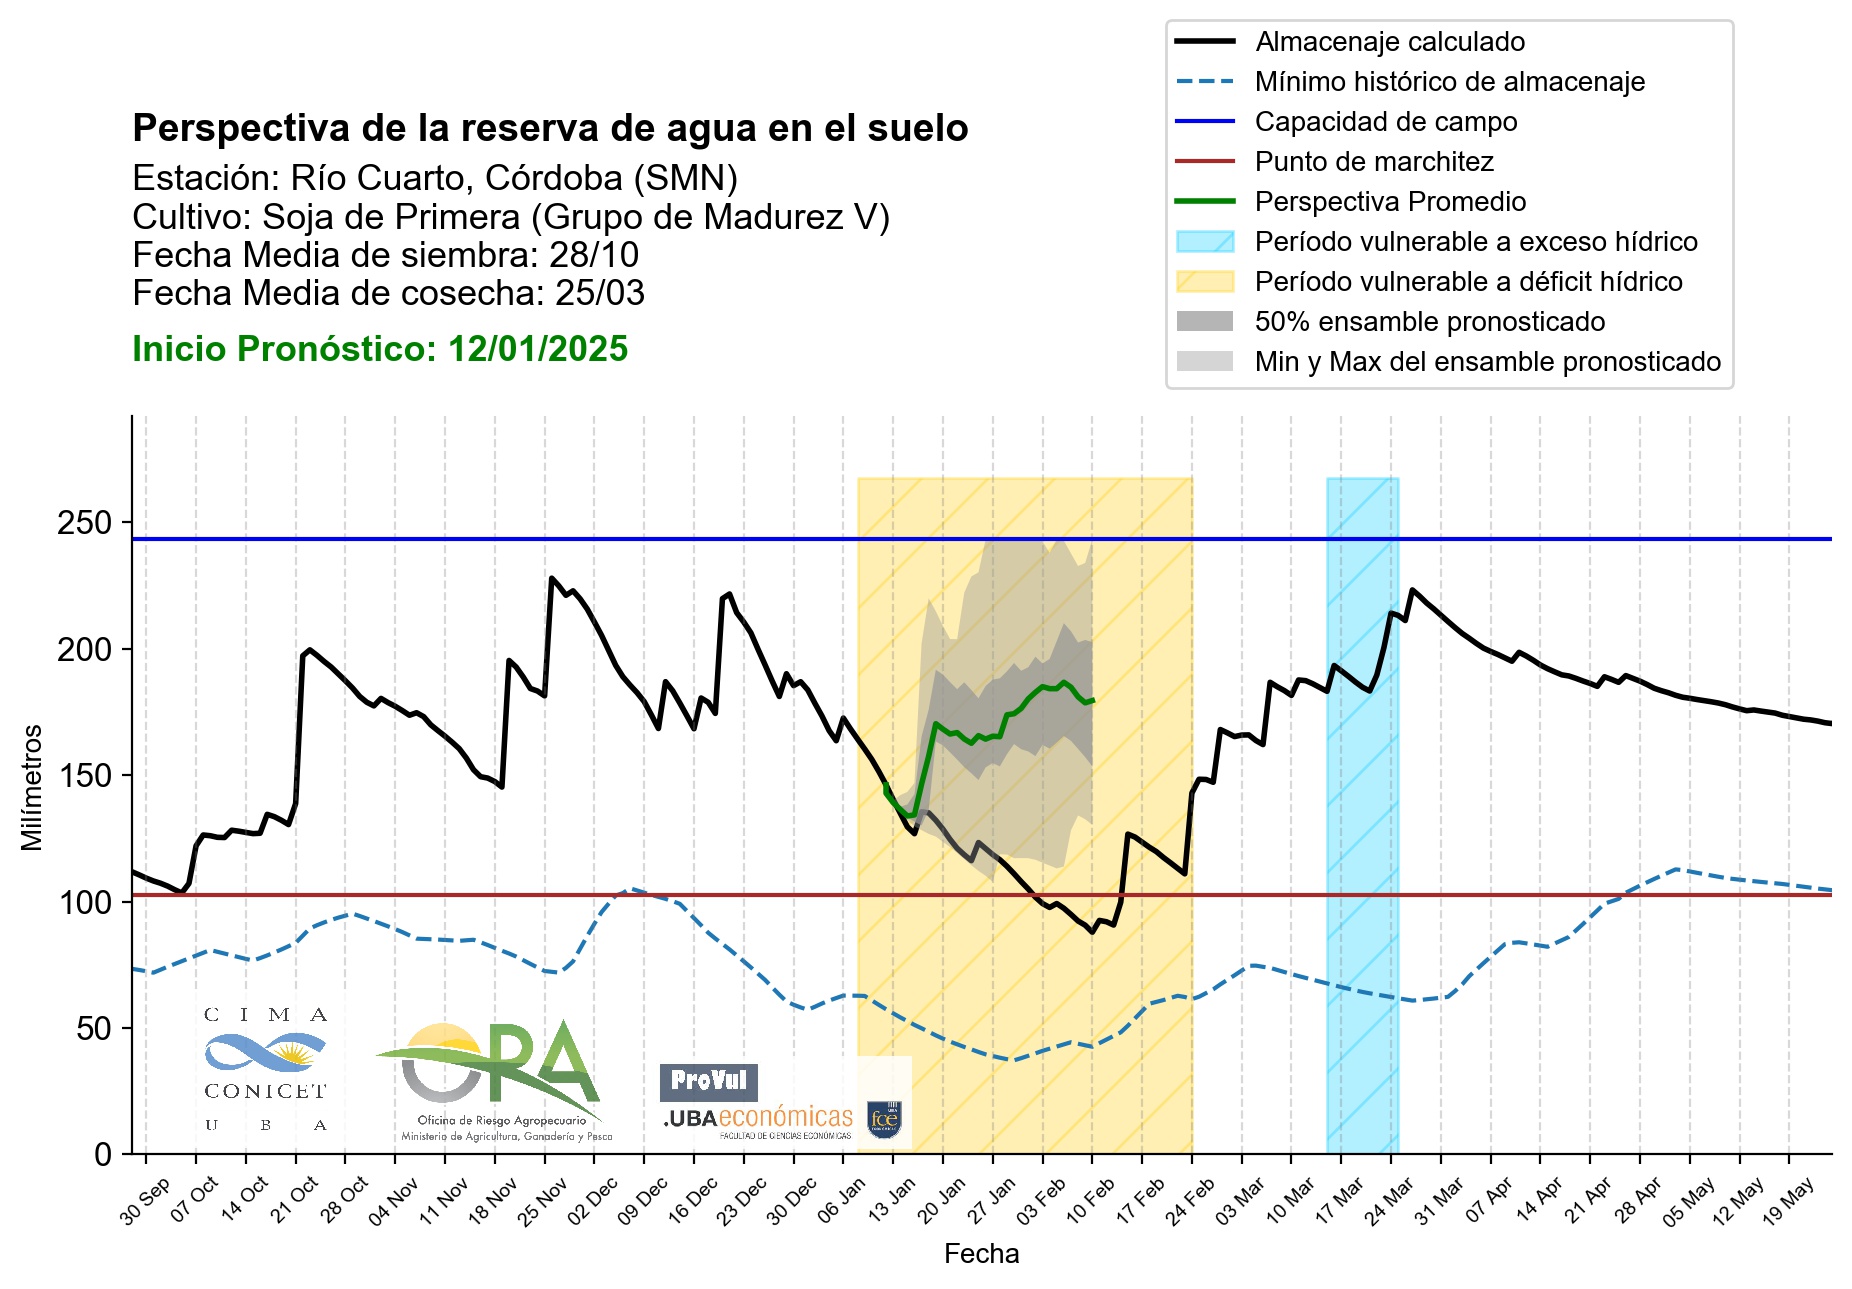 Almacenaje calculado
Mínimo histórico de almacenaje
Capacidad de campo
Punto de marchitez
Perspectiva Promedio
Período vulnerable a exceso hídrico
Período vulnerable a déficit hídrico
50% ensamble pronosticado
Min y Max del ensamble pronosticado
Perspectiva de la reserva de agua en el suelo
Estación: Río Cuarto, Córdoba (SMN)
Cultivo: Soja de Primera (Grupo de Madurez V)
Fecha Media de siembra: 28/10
Fecha Media de cosecha: 25/03
Inicio Pronóstico: 12/01/2025
Milímetros
250
200
150
100
50
0
CIMA
CONICET
UBA
ORA
Oficina de Riesgo Agropecuario
Ministerio de Agricultura, Ganadería y Pesca
ProVul
.UBAeconómicas
FACULTAD DE CIENCIAS ECONÓMICAS
fce
30 Sep
07 Oct
14 Oct
21 Oct
28 Oct
04 Nov
11 Nov
18 Nov
25 Nov
02 Dec
09 Dec
16 Dec
23 Dec
30 Dec
06 Jan
13 Jan
20 Jan
27 Jan
03 Feb
10 Feb
17 Feb
24 Feb
03 Mar
10 Mar
17 Mar
24 Mar
31 Mar
07 Apr
14 Apr
21 Apr
28 Apr
05 May
12 May
19 May
Fecha